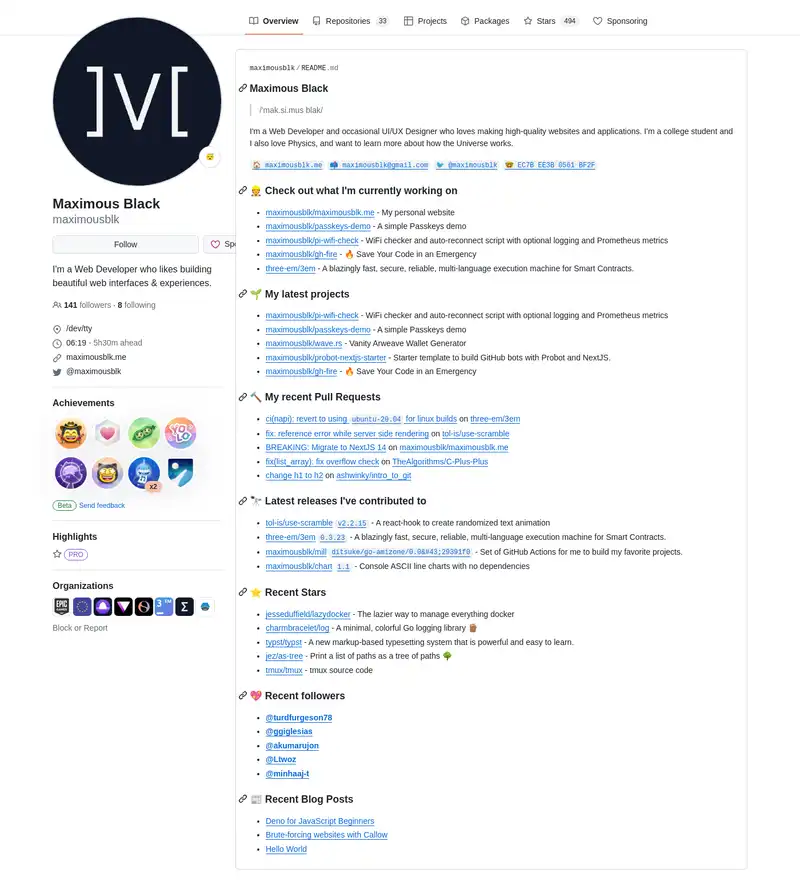 Overview Repositories 33 Projects Packages Stars 494 Sponsoring
]V[
Maximous Black
maximousblk
Follow
I'm a Web Developer who likes building
beautiful web interfaces & experiences.
141 followers · 8 following
/dev/tty
06:19 - 5h30m ahead
maximousblk.me
@maximousblk
Achievements
YOLO
x2
Beta Send feedback
Highlights
PRO
Organizations
EPIC GAMES
Block or Report
maximousblk/README.md
Maximous Black
/'mak.si.mus blak/
I'm a Web Developer and occasional UI/UX Designer who loves making high-quality websites and applications. I'm a college student and
I also love Physics, and want to learn more about how the Universe works.
maximousblk.me maximousblk@gmail.com @maximousblk EC7B EE3B 0561 BF2F
Check out what I'm currently working on
maximousblk/maximousblk.me - My personal website
maximousblk/passkeys-demo - A simple Passkeys demo
maximousblk/pi-wifi-check - WiFi checker and auto-reconnect script with optional logging and Prometheus metrics
maximousblk/gh-fire - 🔥 Save Your Code in an Emergency
three-em/3em - A blazingly fast, secure, reliable, multi-language execution machine for Smart Contracts.
My latest projects
maximousblk/pi-wifi-check - WiFi checker and auto-reconnect script with optional logging and Prometheus metrics
maximousblk/passkeys-demo - A simple Passkeys demo
maximousblk/wave.rs - Vanity Arweave Wallet Generator
maximousblk/probot-nextjs-starter - Starter template to build GitHub bots with Probot and NextJS.
maximousblk/gh-fire - 🔥 Save Your Code in an Emergency
My recent Pull Requests
ci(napi): revert to using ubuntu-20.04 for linux builds on three-em/3em
fix: reference error while server side rendering on tol-is/use-scramble
BREAKING: Migrate to NextJS 14 on maximousblk/maximousblk.me
fix(list_array): fix overflow check on TheAlgorithms/C-Plus-Plus
change h1 to h2 on ashwinky/intro_to_git
Latest releases I've contributed to
tol-is/use-scramble v2.2.15 - A react-hook to create randomized text animation
three-em/3em 0.3.23 - A blazingly fast, secure, reliable, multi-language execution machine for Smart Contracts.
maximousblk/mill ditsuke/go-amizone/0.0&#43;29391f0 - Set of GitHub Actions for me to build my favorite projects.
maximousblk/chart 1.1 - Console ASCII line charts with no dependencies
Recent Stars
jesseduffield/lazydocker - The lazier way to manage everything docker
charmbracelet/log - A minimal, colorful Go logging library 🪵
typst/typst - A new markup-based typesetting system that is powerful and easy to learn.
jez/as-tree - Print a list of paths as a tree of paths 🌳
tmux/tmux - tmux source code
Recent followers
@turdfurgeson78
@ggiglesias
@akumarujon
@Ltwoz
@minhaaj-t
Recent Blog Posts
Deno for JavaScript Beginners
Brute-forcing websites with Callow
Hello World